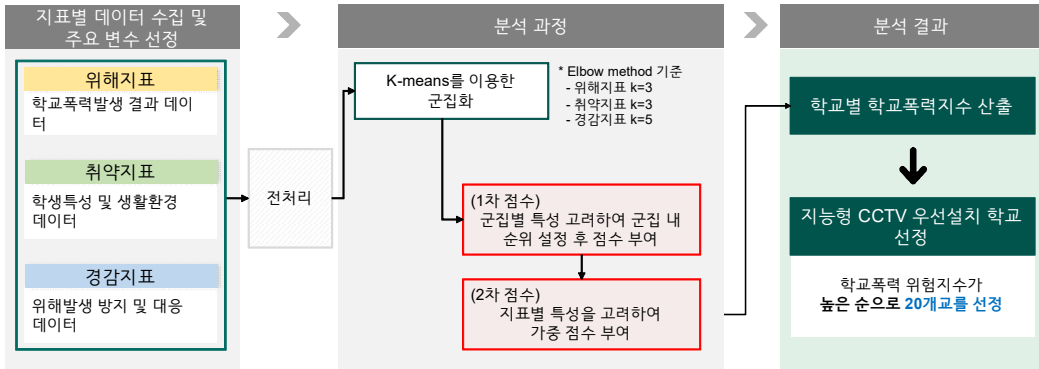 지표별 데이터 수집 및
주요 변수 선정
위해지표
학교폭력발생 결과 데이
터
취약지표
학생특성 및 생활환경
데이터
경감지표
위해발생 방지 및 대응
데이터
전처리
분석 과정
K-means를 이용한
군집화
* Elbow method 기준
- 위해지표 k=3
- 취약지표 k=3
- 경감지표 k=5
(1차 점수)
군집별 특성 고려하여 군집 내
순위 설정 후 점수 부여
(2차 점수)
지표별 특성을 고려하여
가중 점수 부여
분석 결과
학교별 학교폭력지수 산출
지능형 CCTV 우선설치 학교
선정
학교폭력 위험지수가
높은 순으로 20개교를 선정